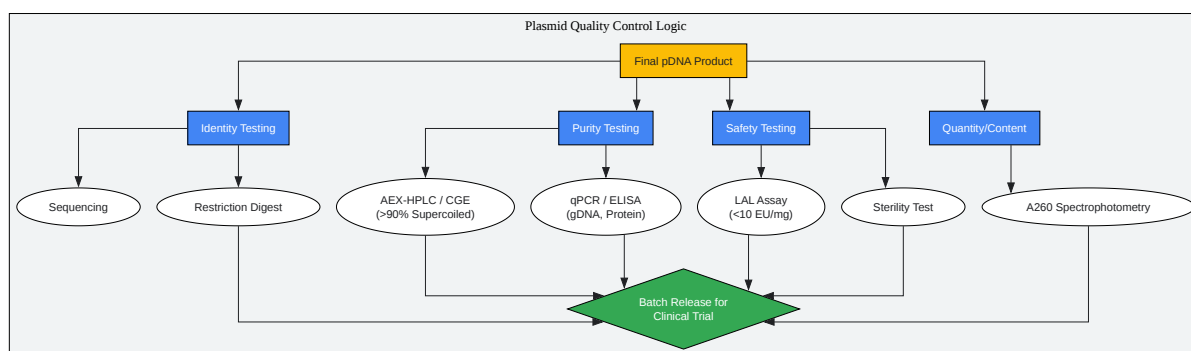 Plasmid Quality Control Logic
Final pDNA Product
Identity Testing
Purity Testing
Safety Testing
Quantity/Content
Sequencing
Restriction Digest
AEX-HPLC / CGE
(>90% Supercoiled)
qPCR / ELISA
(gDNA, Protein)
LAL Assay
(<10 EU/mg)
Sterility Test
A260 Spectrophotometry
Batch Release for
Clinical Trial